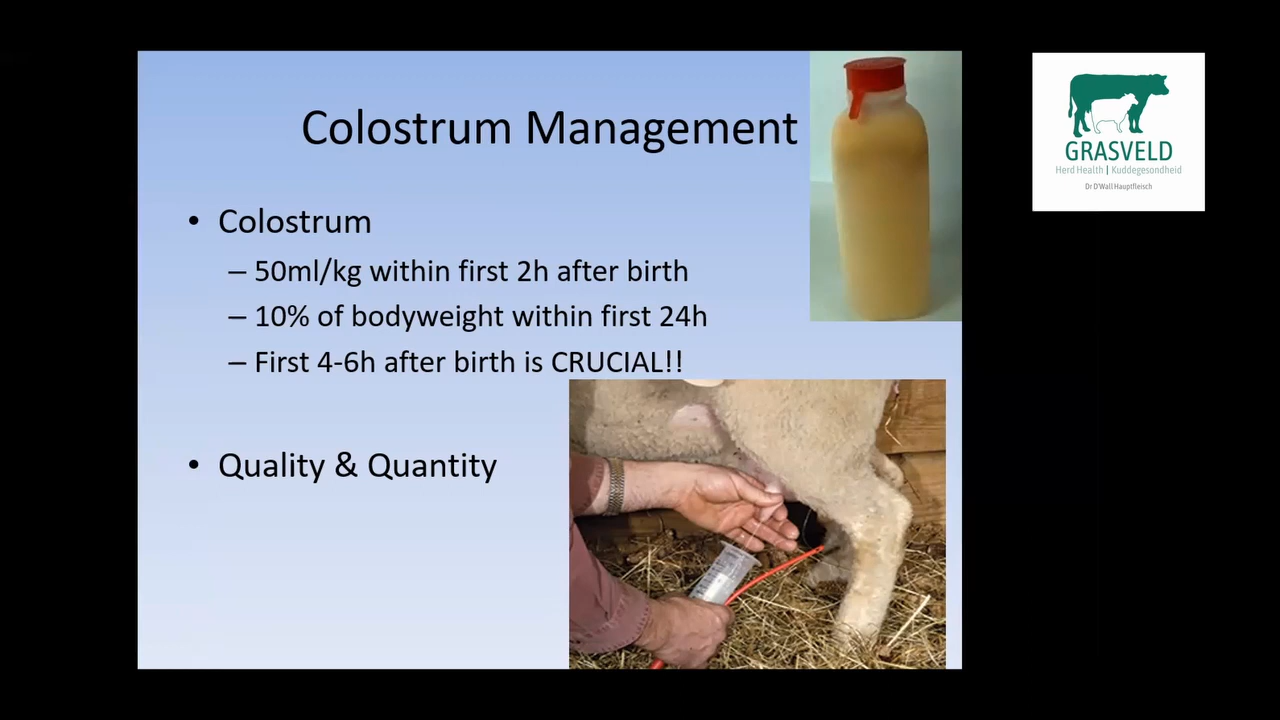 Colostrum Management
• Colostrum
– 50ml/kg within first 2h after birth
– 10% of bodyweight within first 24h
– First 4-6h after birth is CRUCIAL!!
• Quality & Quantity
GRASVELD
Herd Health | Kuddegesondheid
Dr D'Wall Hauptfleisch